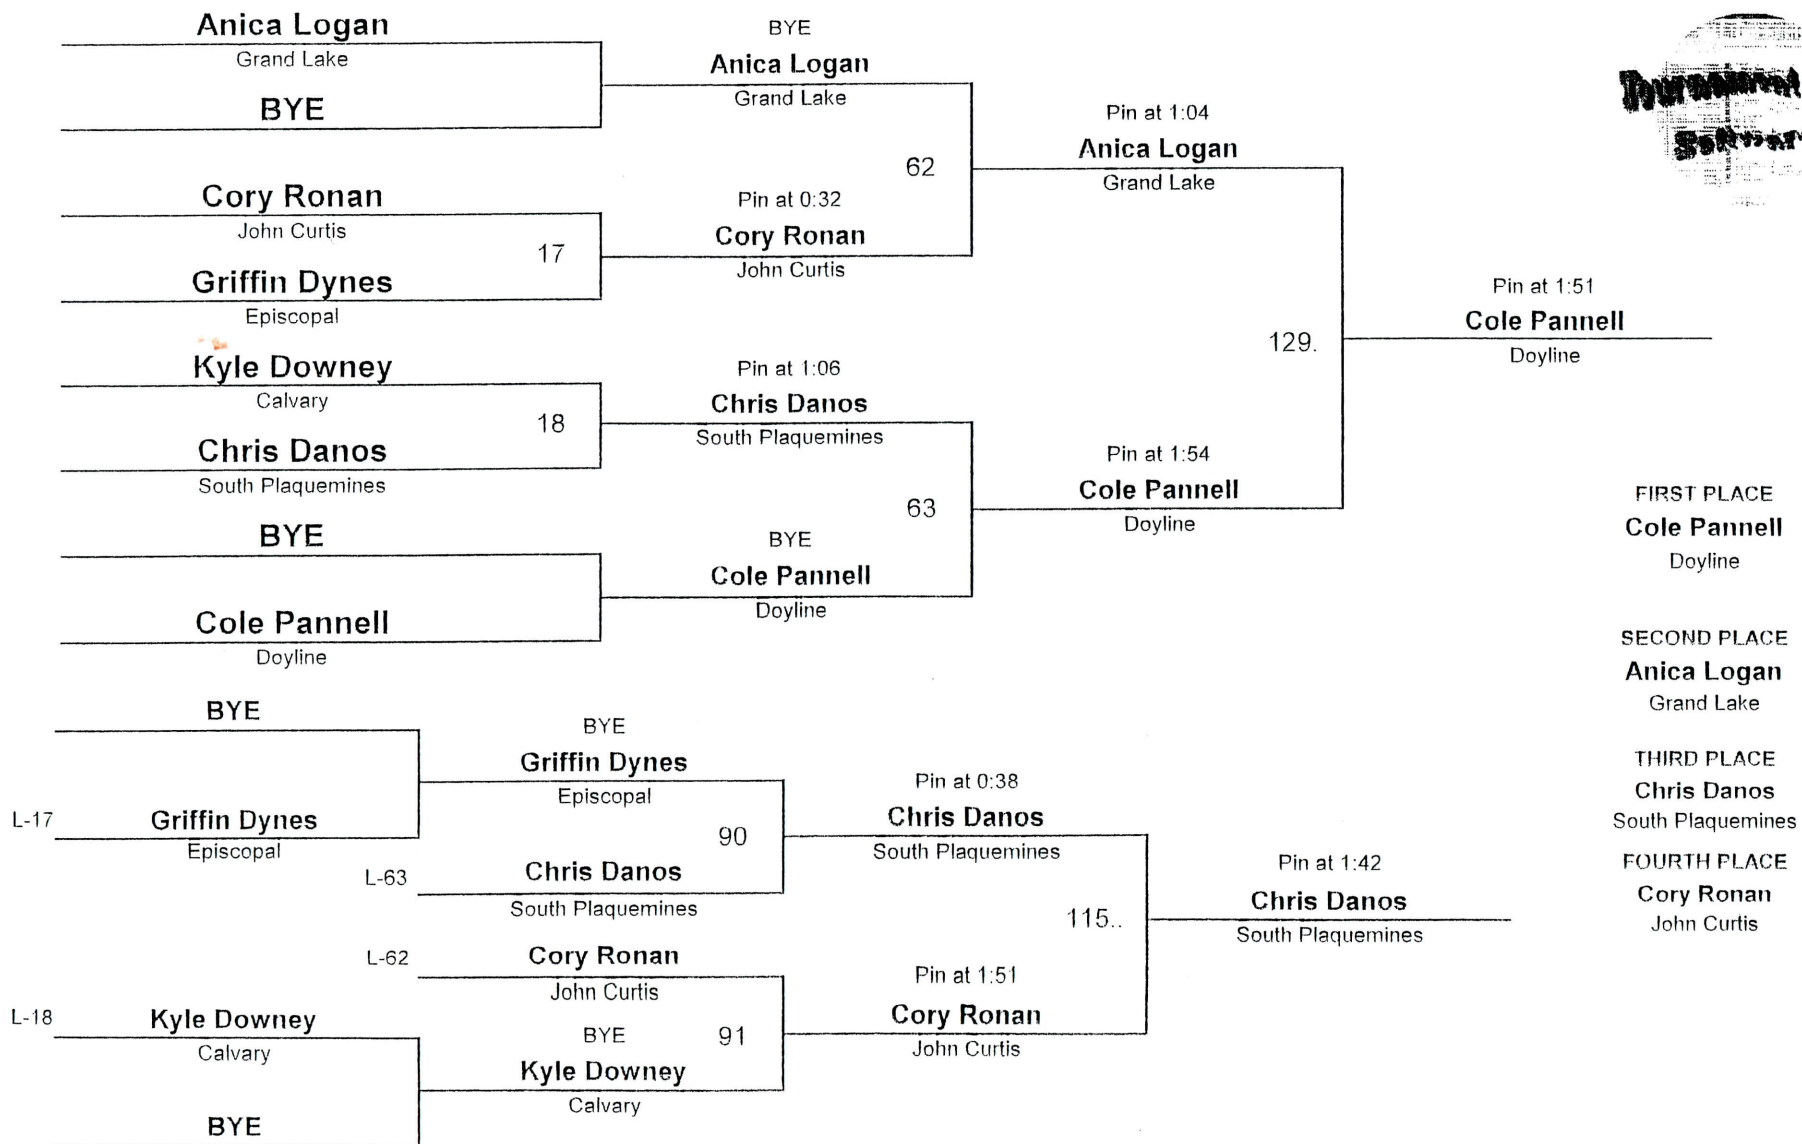 Anica Logan
Grand Lake
BYE
Cory Ronan
John Curtis
17
Griffin Dynes
Episcopal
Kyle Downey
Calvary
18
Chris Danos
South Plaquemines
BYE
Cole Pannell
Doyline
BYE
Anica Logan
Grand Lake
62
Pin at 0:32
Cory Ronan
John Curtis
Pin at 1:06
Chris Danos
South Plaquemines
63
BYE
Cole Pannell
Doyline
Pin at 1:04
Anica Logan
Grand Lake
129.
Pin at 1:54
Cole Pannell
Doyline
Pin at 1:51
Cole Pannell
Doyline
Tournament
FIRST PLACE
Cole Pannell
Doyline
SECOND PLACE
Anica Logan
Grand Lake
THIRD PLACE
Chris Danos
South Plaquemines
FOURTH PLACE
Cory Ronan
John Curtis
BYE
L-17
Griffin Dynes
Episcopal
L-18
Kyle Downey
Calvary
BYE
BYE
Griffin Dynes
Episcopal
90
L-63
Chris Danos
South Plaquemines
L-62
Cory Ronan
John Curtis
BYE
91
Kyle Downey
Calvary
Pin at 0:38
Chris Danos
South Plaquemines
115..
Pin at 1:51
Cory Ronan
John Curtis
Pin at 1:42
Chris Danos
South Plaquemines